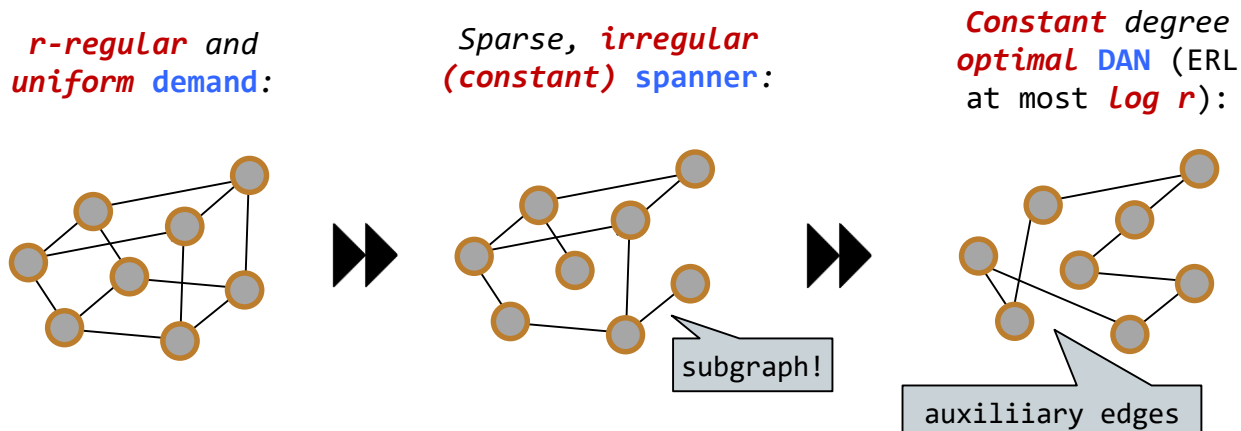 r-regular and
uniform demand:
Sparse, irregular
(constant) spanner:
Constant degree
optimal DAN (ERL
at most log r):
subgraph!
auxiliiary edges